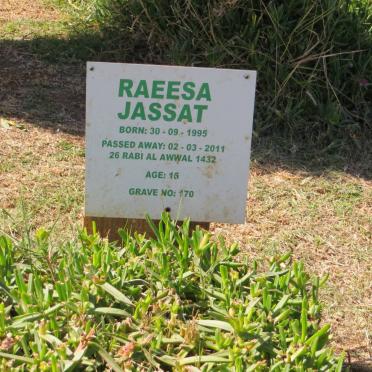 RAEESA
JASSAT
BORN: 30 - 09 - 1995
PASSED AWAY: 02 - 03 - 2011
26 RABI AL AWWAL 1432
AGE: 15
GRAVE NO: 170